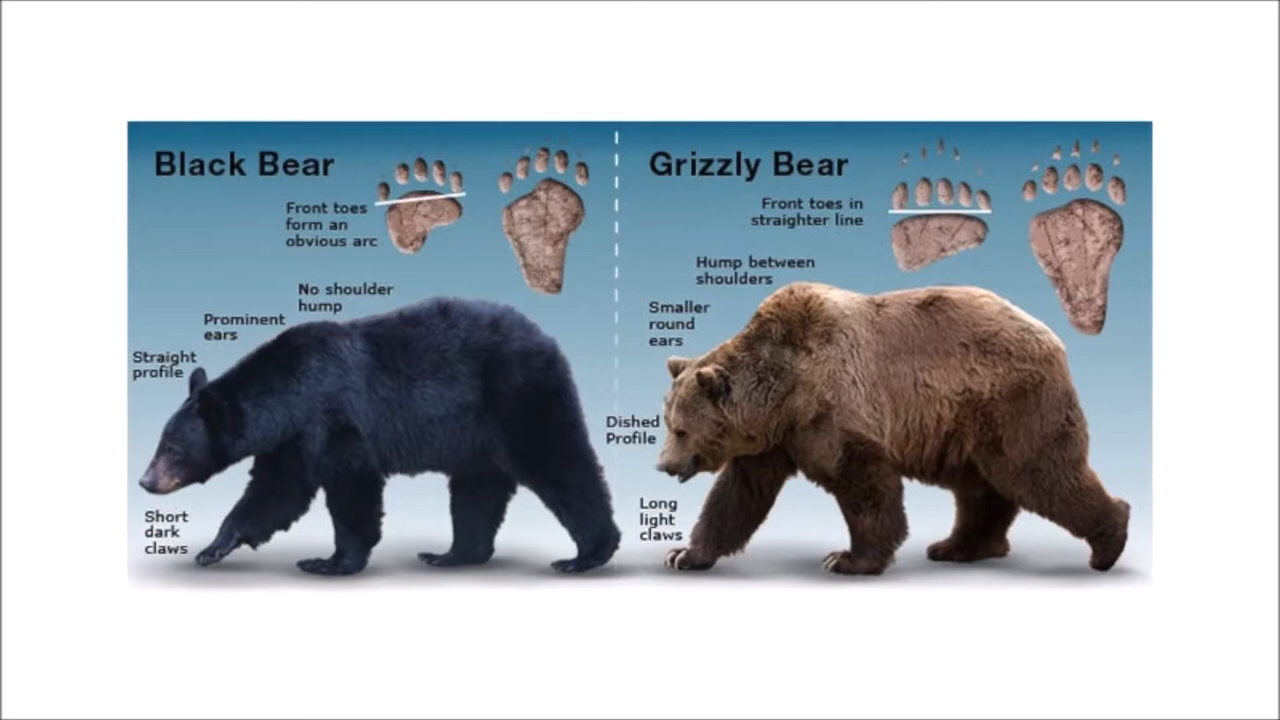 Black Bear
Front toes
form an
obvious arc
No shoulder
hump
Prominent
ears
Straight
profile
Short
dark
claws
Grizzly Bear
Front toes in
straighter line
Hump between
shoulders
Smaller
round
ears
Dished
Profile
Long
light
claws